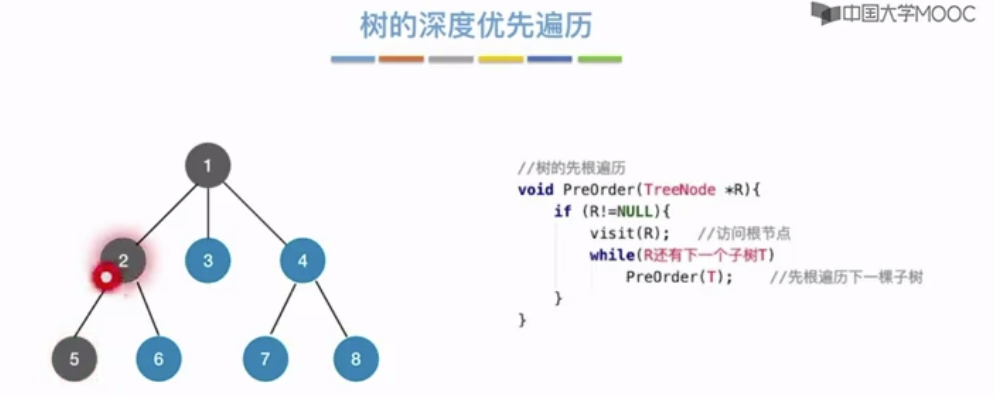 树的深度优先遍历
中国大学MOOC
1
2
3
4
5
6
7
8
//树的先根遍历
void PreOrder(TreeNode *R){
if (R!=NULL){
visit(R); //访问根节点
while(R还有下一个子树T)
PreOrder(T); //先根遍历下一棵子树
}
}